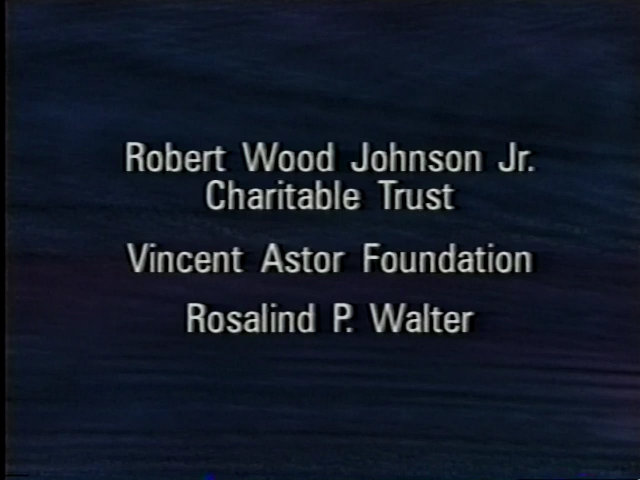 Robert Wood Johnson Jr.
Charitable Trust
Vincent Astor Foundation
Rosalind P. Walter